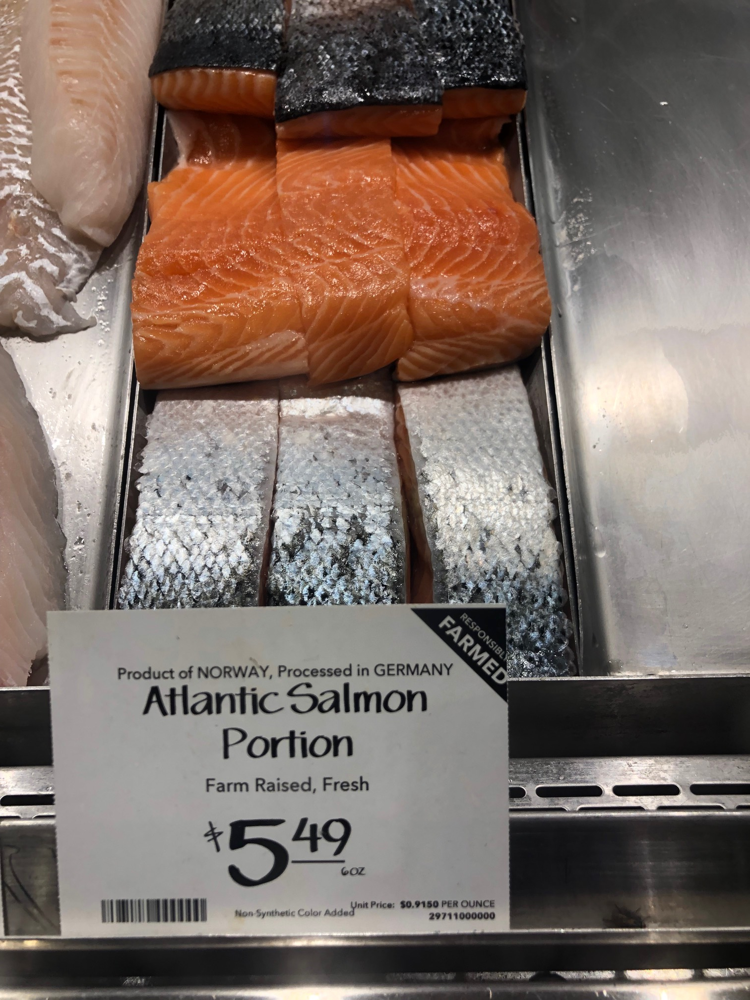 RESPONSIBLY
FARMED
Product of NORWAY, Processed in GERMANY
Atlantic Salmon
Portion
Farm Raised, Fresh
$5 49
6OZ
Unit Price: $0.9150 PER OUNCE
Non-Synthetic Color Added
29711000000